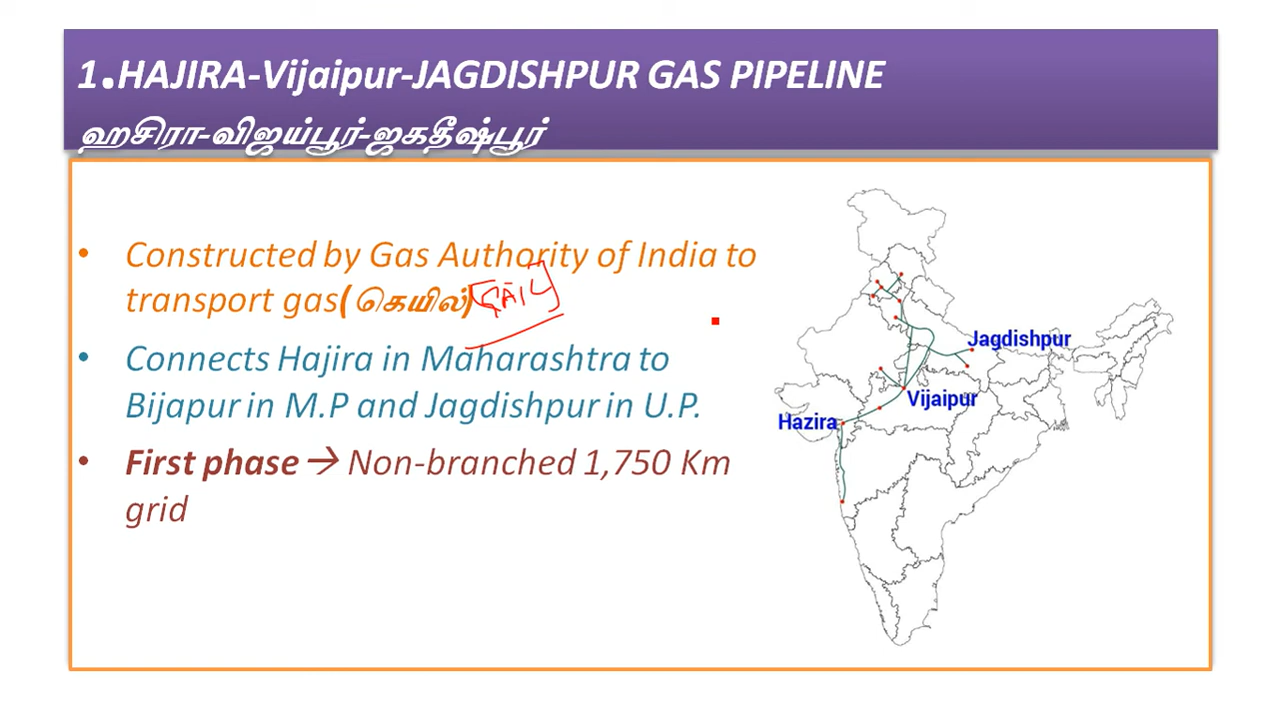 1.HAJIRA-Vijaipur-JAGDISHPUR GAS PIPELINE
ஹசிரா-விஜய்பூர்-ஜகதீஷ்பூர்
• Constructed by Gas Authority of India to
transport gas(கெயில்)[GAIL]
• Connects Hajira in Maharashtra to
Bijapur in M.P and Jagdishpur in U.P.
• First phase→ Non-branched 1,750 Km
grid
Jagdishpur
Vijaipur
Hazira